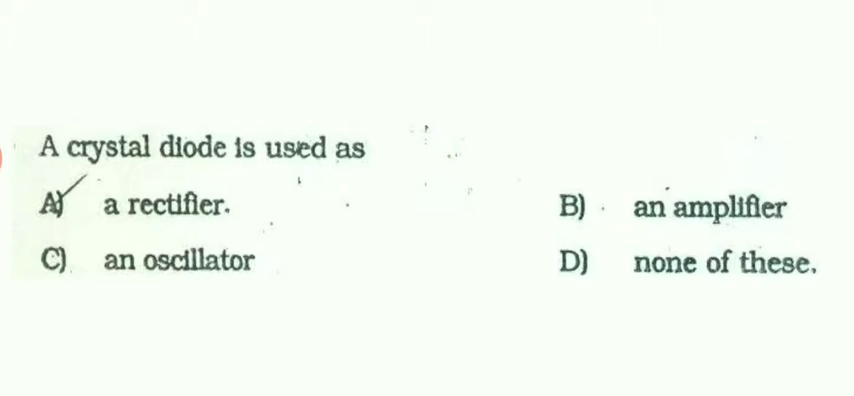 A crystal diode is used as
A) a rectifier. B) an amplifier
C) an oscillator D) none of these.